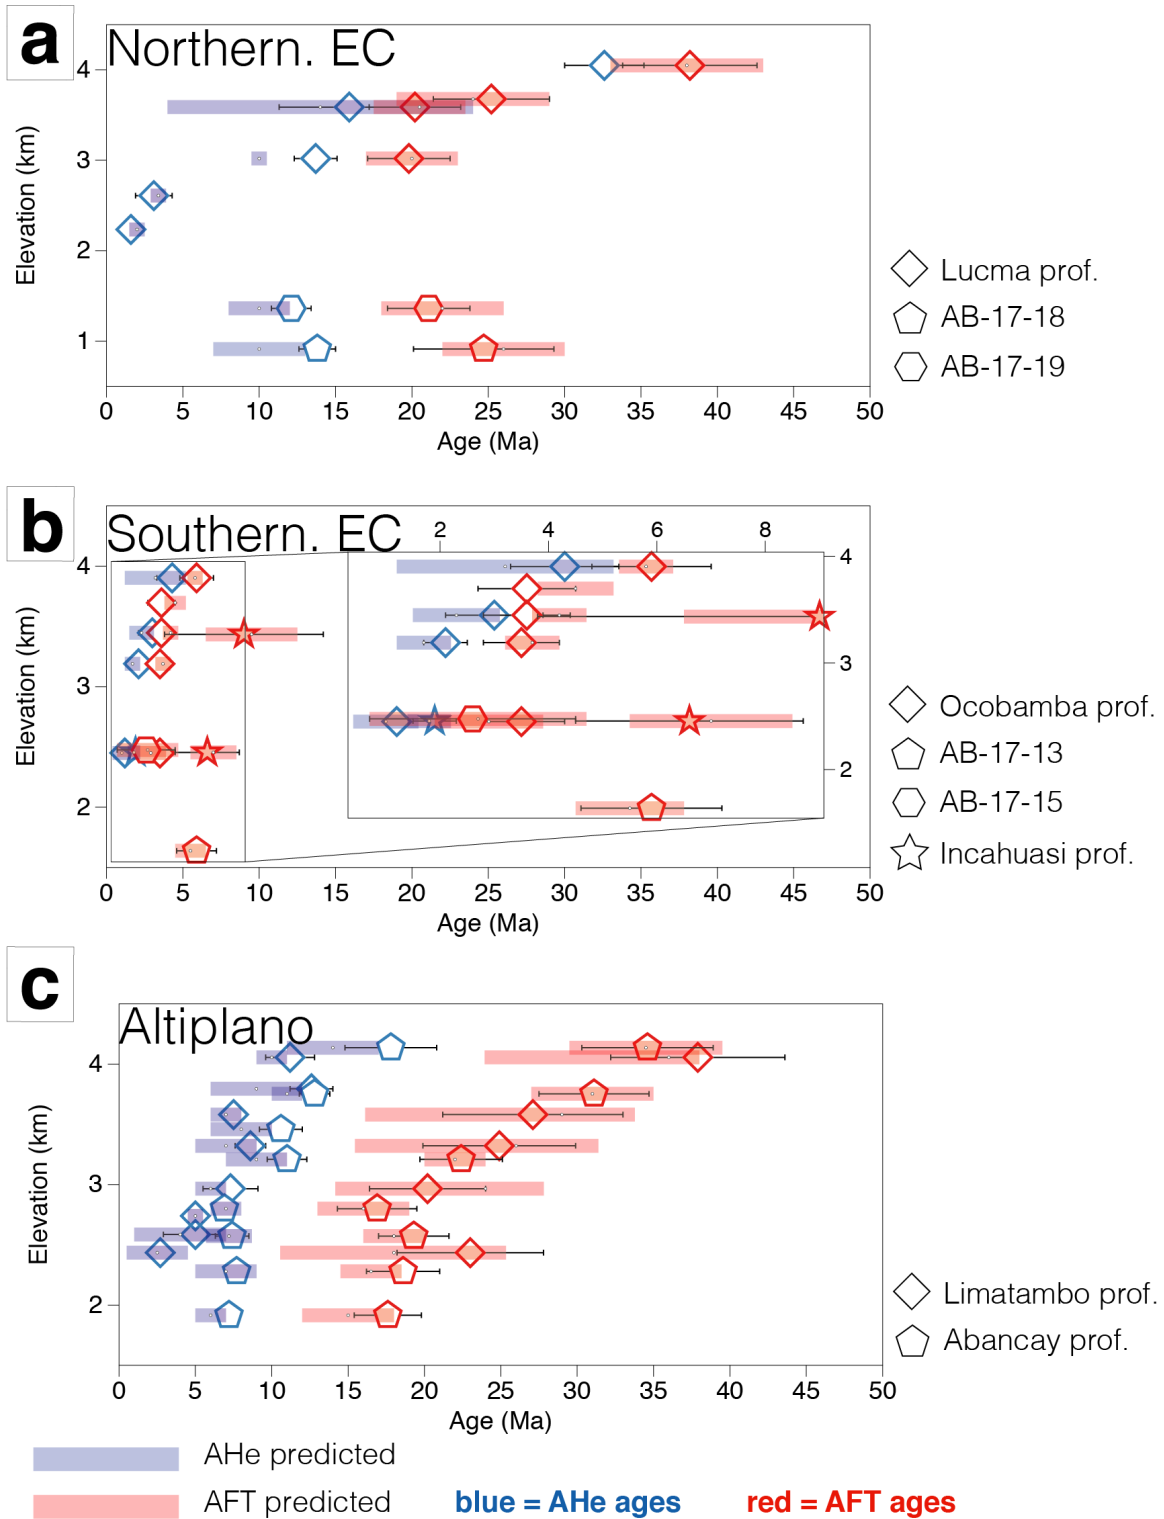 a
Northern. EC
4
3
2
1
Elevation (km)
0 5 10 15 20 25 30 35 40 45 50
Age (Ma)
Lucma prof.
AB-17-18
AB-17-19
b
Southern. EC
2 4 6 8
4
3
2
4
3
2
Elevation (km)
0 5 10 15 20 25 30 35 40 45 50
Age (Ma)
Ocobamba prof.
AB-17-13
AB-17-15
Incahuasi prof.
c
Altiplano
4
3
2
Elevation (km)
0 5 10 15 20 25 30 35 40 45 50
Age (Ma)
Limatambo prof.
Abancay prof.
AHe predicted
AFT predicted
blue = AHe ages
red = AFT ages